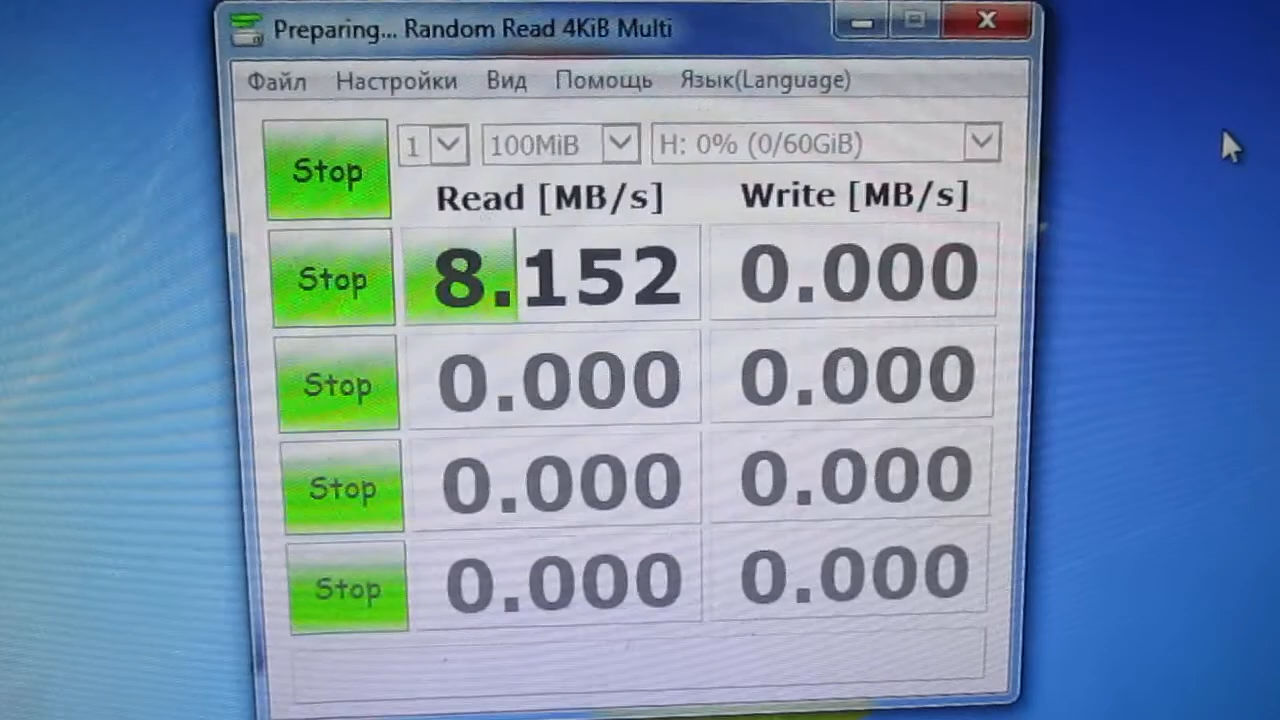 Preparing... Random Read 4KiB Multi
Файл Настройки Вид Помощь Язык(Language)
Stop 1 100MiB H: 0% (0/60GiB)
Read [MB/s] Write [MB/s]
Stop 8.152 0.000
Stop 0.000 0.000
Stop 0.000 0.000
Stop 0.000 0.000